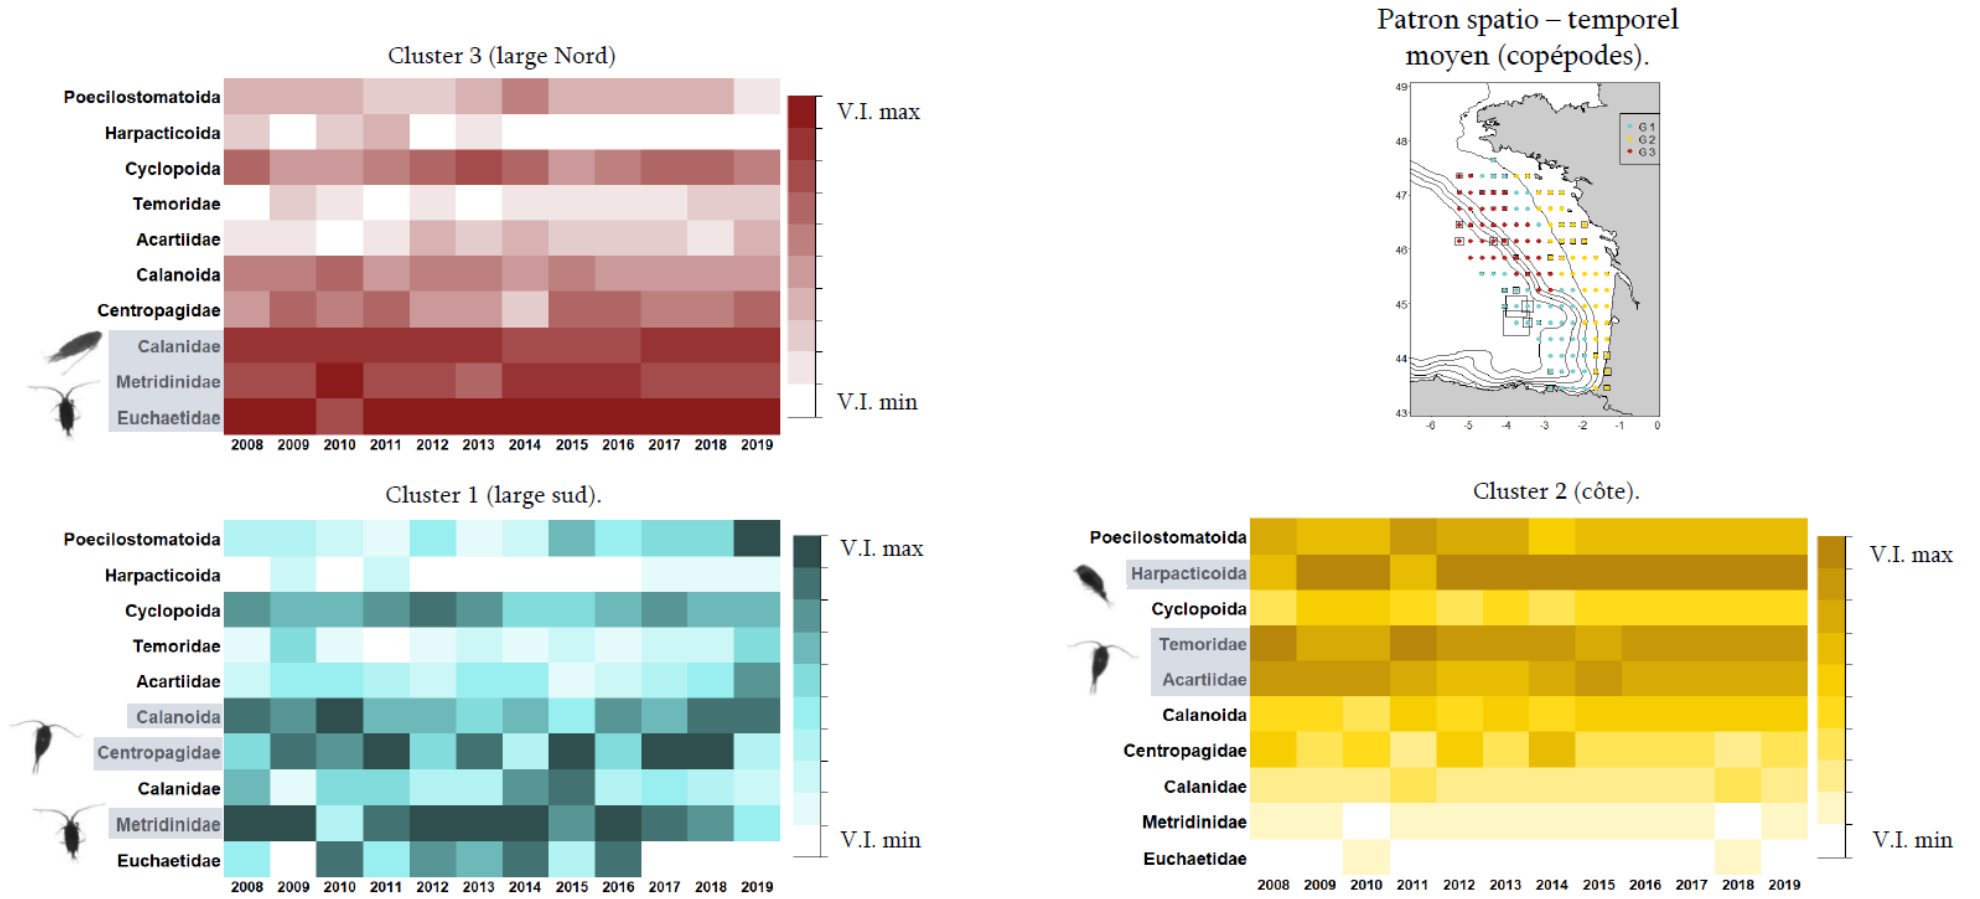 Patron spatio – temporel
moyen (copépodes).
Cluster 3 (large Nord)
Poecilostomatoida
Harpacticoida
Cyclopoida
Temoridae
Acartiidae
Calanoida
Centropagidae
Calanidae
Metridinidae
Euchaetidae
2008 2009 2010 2011 2012 2013 2014 2015 2016 2017 2018 2019
V.I. max
V.I. min
49
48
47
46
45
44
43
-6 -5 -4 -3 -2 -1 0
G1
G2
G3
Cluster 1 (large sud).
Poecilostomatoida
Harpacticoida
Cyclopoida
Temoridae
Acartiidae
Calanoida
Centropagidae
Calanidae
Metridinidae
Euchaetidae
2008 2009 2010 2011 2012 2013 2014 2015 2016 2017 2018 2019
V.I. max
V.I. min
Cluster 2 (côte).
Poecilostomatoida
Harpacticoida
Cyclopoida
Temoridae
Acartiidae
Calanoida
Centropagidae
Calanidae
Metridinidae
Euchaetidae
2008 2009 2010 2011 2012 2013 2014 2015 2016 2017 2018 2019
V.I. max
V.I. min